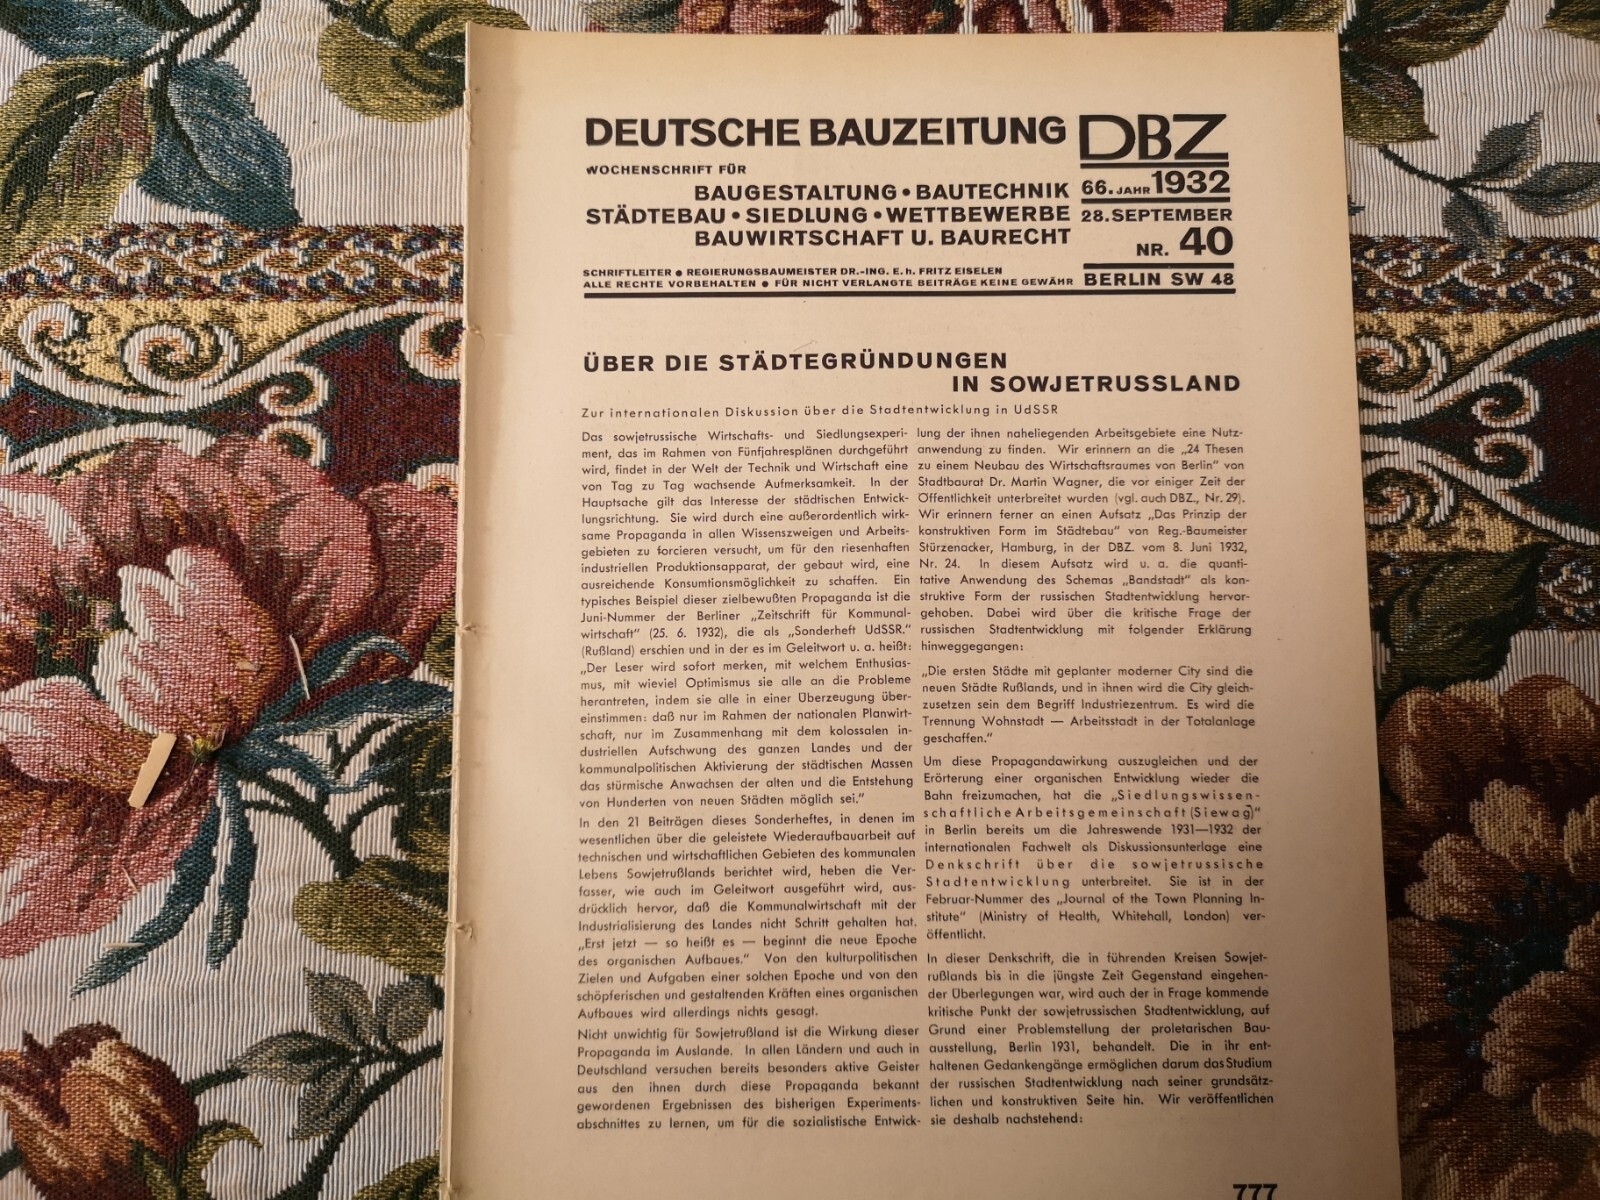 DEUTSCHE BAUZEITUNG DBZ
WOCHENSCHRIFT FÜR
BAUGESTALTUNG • BAUTECHNIK
STÄDTEBAU • SIEDLUNG • WETTBEWERBE
BAUWIRTSCHAFT U. BAURECHT
66. JAHR 1932
28. SEPTEMBER
NR. 40
BERLIN SW 48
SCHRIFTLEITER ● REGIERUNGSBAUMEISTER DR.-ING. E. h. FRITZ EISELEN
ALLE RECHTE VORBEHALTEN ● FÜR NICHT VERLANGTE BEITRÄGE KEINE GEWÄHR
ÜBER DIE STÄDTEGRÜNDUNGEN
IN SOWJETRUSSLAND
Zur internationalen Diskussion über die Stadtentwicklung in UdSSR
Das sowjetrussische Wirtschafts- und Siedlungsexperi-
ment, das im Rahmen von Fünfjahresplänen durchgeführt
wird, findet in der Welt der Technik und Wirtschaft eine
von Tag zu Tag wachsende Aufmerksamkeit. In der
Hauptsache gilt das Interesse der städtischen Entwick-
lungsrichtung. Sie wird durch eine außerordentlich wirk-
same Propaganda in allen Wissenszweigen und Arbeits-
gebieten zu forcieren versucht, um für den riesenhaften
industriellen Produktionsapparat, der gebaut wird, eine
ausreichende Konsumtionsmöglichkeit zu schaffen. Ein
typisches Beispiel dieser zielbewußten Propaganda ist die
Juni-Nummer der Berliner „Zeitschrift für Kommunal-
wirtschaft" (25. 6. 1932), die als „Sonderheft UdSSR."
(Rußland) erschien und in der es im Geleitwort u. a. heißt:
„Der Leser wird sofort merken, mit welchem Enthusias-
mus, mit wieviel Optimismus sie alle an die Probleme
herantreten, indem sie alle in einer Überzeugung über-
einstimmen: daß nur im Rahmen der nationalen Planwirt-
schaft, nur im Zusammenhang mit dem kolossalen in-
dustriellen Aufschwung des ganzen Landes und der
kommunalpolitischen Aktivierung der städtischen Massen
das stürmische Anwachsen der alten und die Entstehung
von Hunderten von neuen Städten möglich sei."
In den 21 Beiträgen dieses Sonderheftes, in denen im
wesentlichen über die geleistete Wiederaufbauarbeit auf
technischen und wirtschaftlichen Gebieten des kommunalen
Lebens Sowjetrußlands berichtet wird, heben die Ver-
fasser, wie auch im Geleitwort ausgeführt wird, aus-
drücklich hervor, daß die Kommunalwirtschaft mit der
Industrialisierung des Landes nicht Schritt gehalten hat.
„Erst jetzt — so heißt es — beginnt die neue Epoche
des organischen Aufbaues." Von den kulturpolitischen
Zielen und Aufgaben einer solchen Epoche und von den
schöpferischen und gestaltenden Kräften eines organischen
Aufbaues wird allerdings nichts gesagt.
Nicht unwichtig für Sowjetrußland ist die Wirkung dieser
Propaganda im Auslande. In allen Ländern und auch in
Deutschland versuchen bereits besonders aktive Geister
aus den ihnen durch diese Propaganda bekannt
gewordenen Ergebnissen des bisherigen Experiments-
abschnittes zu lernen, um für die sozialistische Entwick-
lung der ihnen naheliegenden Arbeitsgebiete eine Nutz-
anwendung zu finden. Wir erinnern an die „24 Thesen
zu einem Neubau des Wirtschaftsraumes von Berlin" von
Stadtbaurat Dr. Martin Wagner, die vor einiger Zeit der
Öffentlichkeit unterbreitet wurden (vgl. auch DBZ., Nr. 29).
Wir erinnern ferner an einen Aufsatz „Das Prinzip der
konstruktiven Form im Städtebau" von Reg.-Baumeister
Stürzenacker, Hamburg, in der DBZ. vom 8. Juni 1932,
Nr. 24. In diesem Aufsatz wird u. a. die quanti-
tative Anwendung des Schemas „Bandstadt" als kon-
struktive Form der russischen Stadtentwicklung hervor-
gehoben. Dabei wird über die kritische Frage der
russischen Stadtentwicklung mit folgender Erklärung
hinweggegangen:
„Die ersten Städte mit geplanter moderner City sind die
neuen Städte Rußlands, und in ihnen wird die City gleich-
zusetzen sein dem Begriff Industriezentrum. Es wird die
Trennung Wohnstadt — Arbeitsstadt in der Totalanlage
geschaffen."
Um diese Propagandawirkung auszugleichen und der
Erörterung einer organischen Entwicklung wieder die
Bahn freizumachen, hat die „Siedlungswissen-
schaftliche Arbeitsgemeinschaft (Siewag)"
in Berlin bereits um die Jahreswende 1931—1932 der
internationalen Fachwelt als Diskussionsunterlage eine
Denkschrift über die sowjetrussische
Stadtentwicklung unterbreitet. Sie ist in der
Februar-Nummer des „Journal of the Town Planning In-
stitute" (Ministry of Health, Whitehall, London) ver-
öffentlicht.
In dieser Denkschrift, die in führenden Kreisen Sowjet-
rußlands bis in die jüngste Zeit Gegenstand eingehen-
der Überlegungen war, wird auch der in Frage kommende
kritische Punkt der sowjetrussischen Stadtentwicklung, auf
Grund einer Problemstellung der proletarischen Bau-
ausstellung, Berlin 1931, behandelt. Die in ihr ent-
haltenen Gedankengänge ermöglichen darum das Studium
der russischen Stadtentwicklung nach seiner grundsätz-
lichen und konstruktiven Seite hin. Wir veröffentlichen
sie deshalb nachstehend:
777